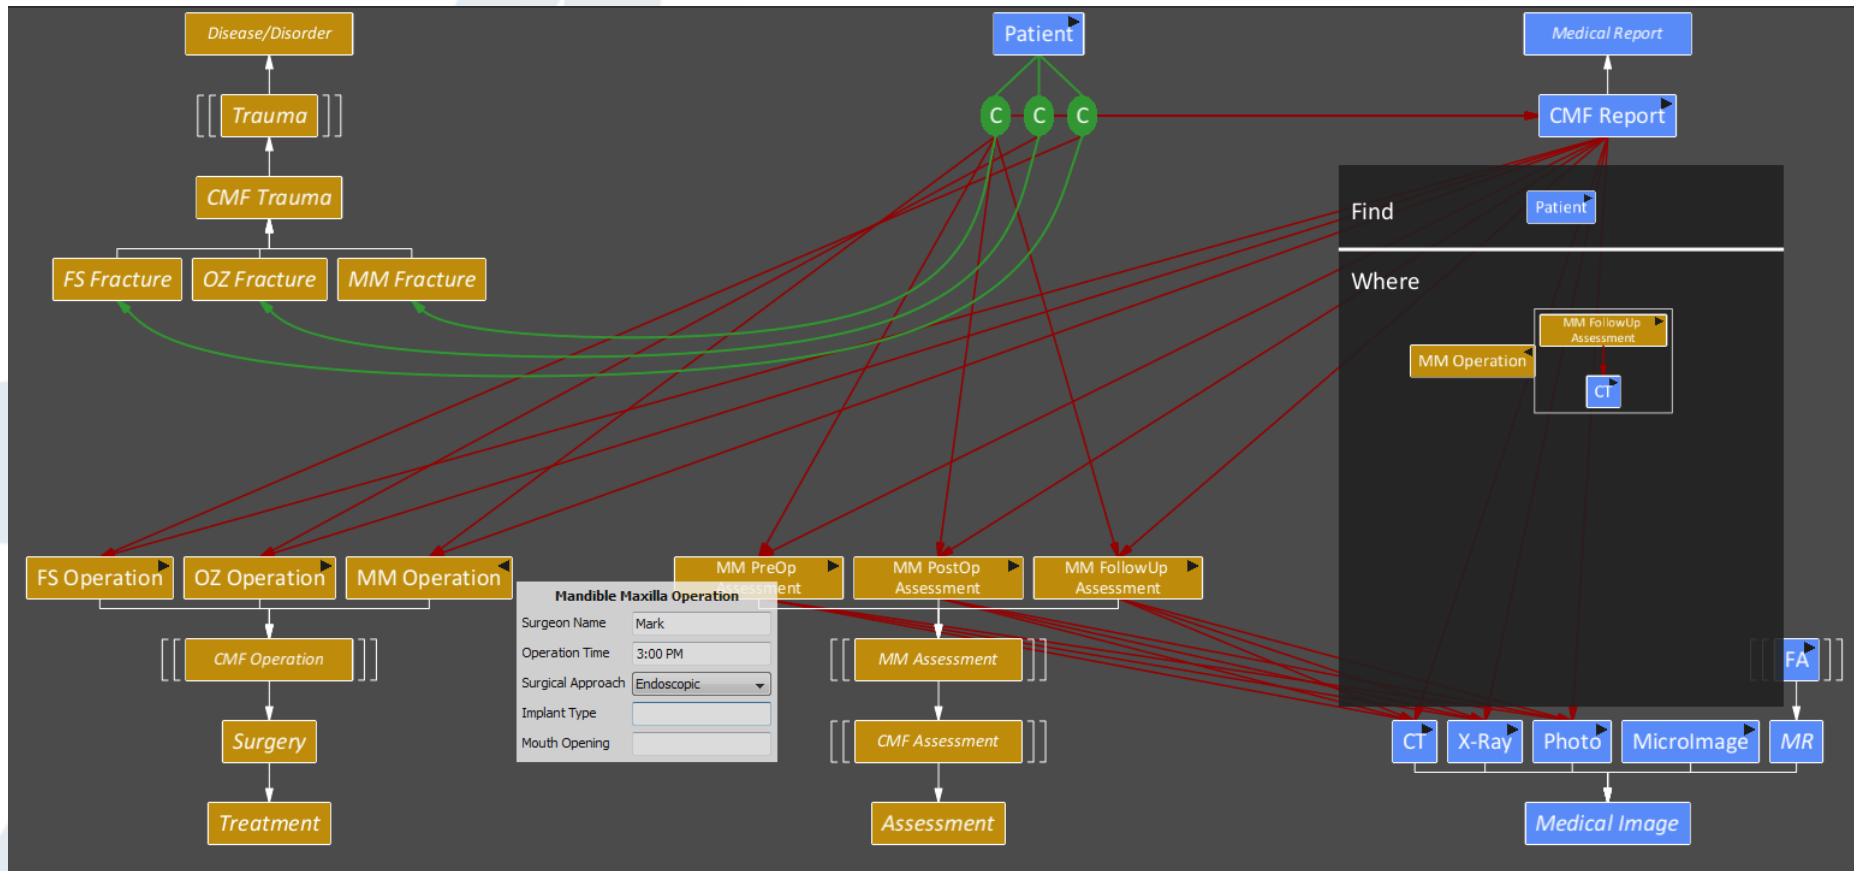 Disease/Disorder
Patient
Medical Report
Trauma
C
C
C
CMF Report
CMF Trauma
Find
Patient
FS Fracture
OZ Fracture
MM Fracture
Where
MM FollowUp
Assessment
MM Operation
CT
FS Operation
OZ Operation
MM Operation
MM PreOp
Assessment
MM PostOp
Assessment
MM FollowUp
Assessment
Mandible Maxilla Operation
Surgeon Name
Mark
Operation Time
3:00 PM
Surgical Approach
Endoscopic
Implant Type
Mouth Opening
CMF Operation
MM Assessment
FA
Surgery
CMF Assessment
CT
X-Ray
Photo
MicroImage
MR
Treatment
Assessment
Medical Image